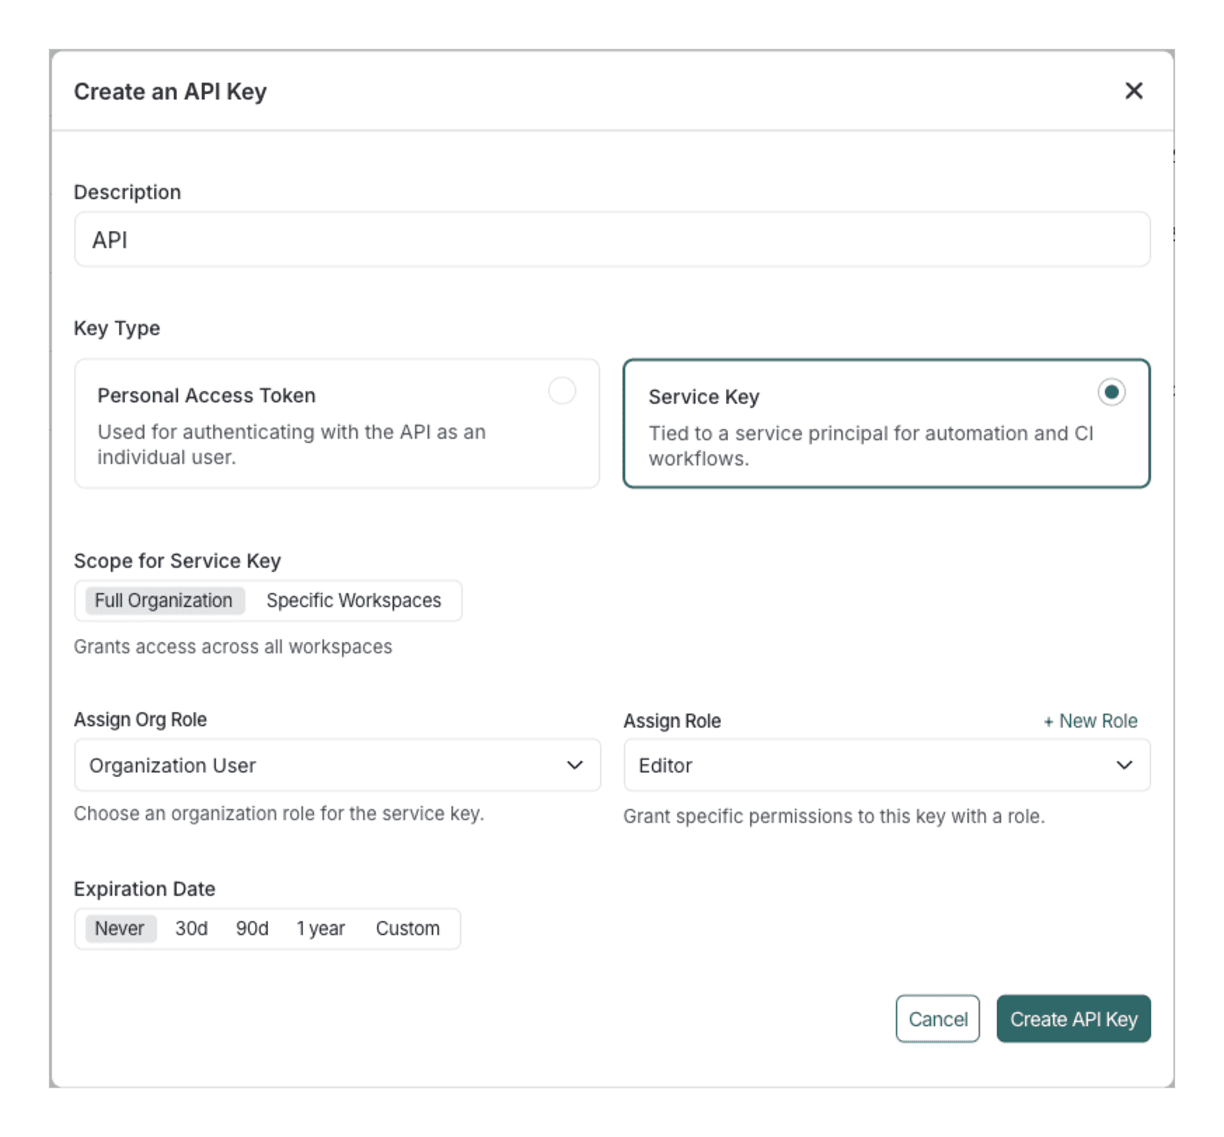 Create an API Key
Description
API
Key Type
Personal Access Token
Used for authenticating with the API as an
individual user.
Service Key
Tied to a service principal for automation and CI
workflows.
Scope for Service Key
Full Organization Specific Workspaces
Grants access across all workspaces
Assign Org Role
Organization User
Choose an organization role for the service key.
Assign Role + New Role
Editor
Grant specific permissions to this key with a role.
Expiration Date
Never 30d 90d 1 year Custom
Cancel Create API Key